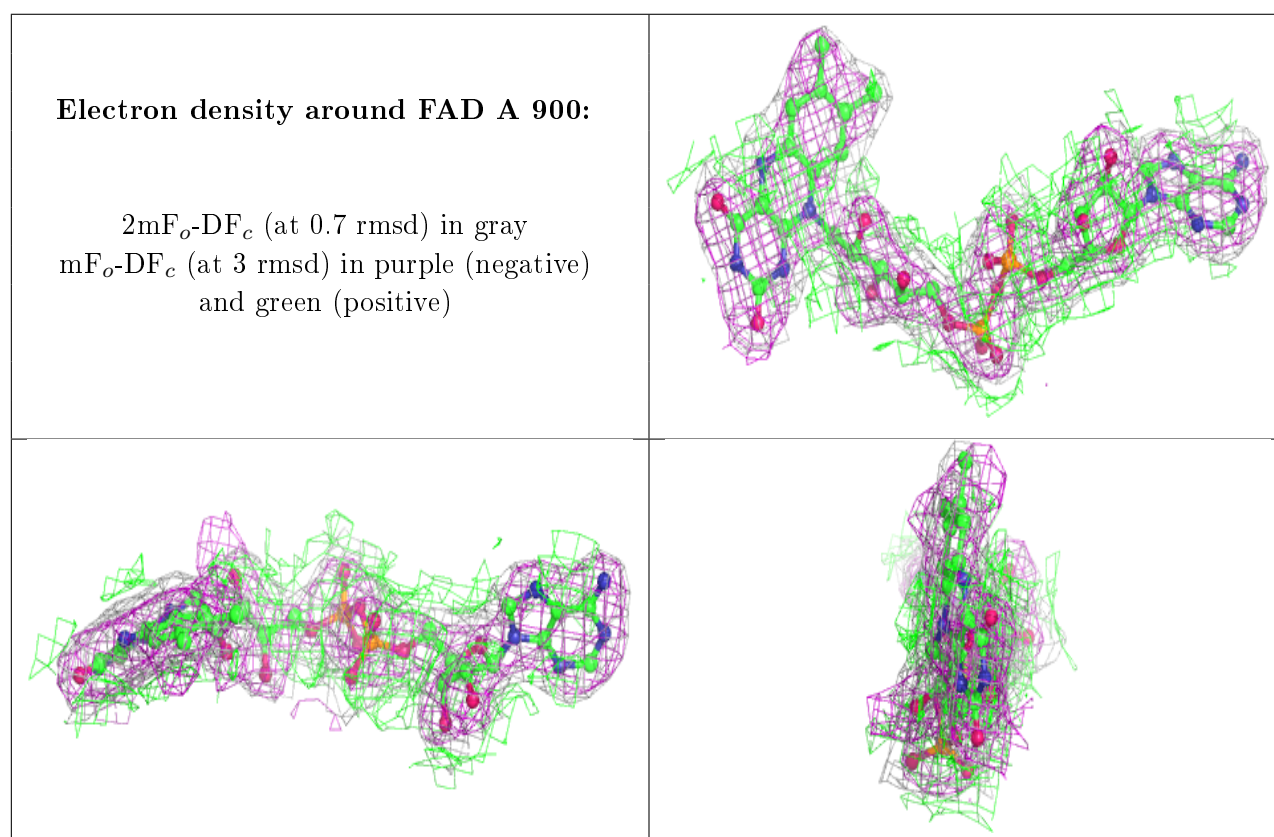 Electron density around FAD A 900:
2mFo-DFc (at 0.7 rmsd) in gray
mFo-DFc (at 3 rmsd) in purple (negative)
and green (positive)